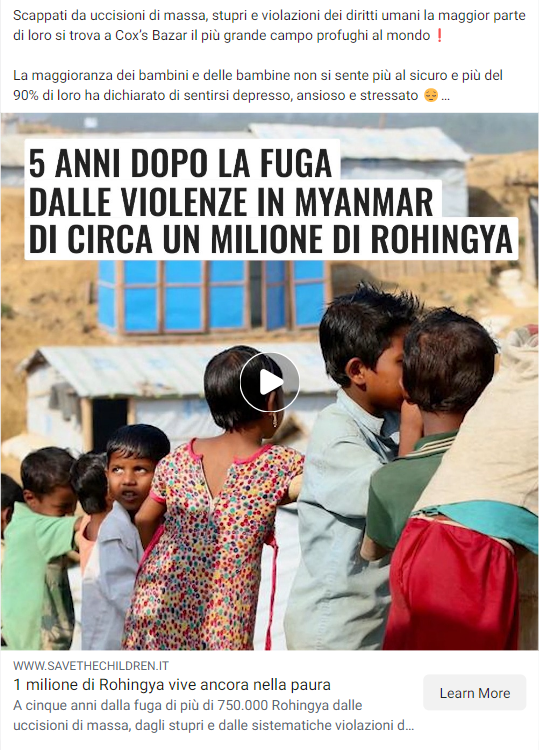 Scappati da uccisioni di massa, stupri e violazioni dei diritti umani la maggior parte
di loro si trova a Cox’s Bazar il più grande campo profughi al mondo❗
La maggioranza dei bambini e delle bambine non si sente più al sicuro e più del
90% di loro ha dichiarato di sentirsi depresso, ansioso e stressato 😔 ...
5 ANNI DOPO LA FUGA
DALLE VIOLENZE IN MYANMAR
DI CIRCA UN MILIONE DI ROHINGYA
WWW.SAVETHECHILDREN.IT
1 milione di Rohingya vive ancora nella paura
A cinque anni dalla fuga di più di 750.000 Rohingya dalle
uccisioni di massa, dagli stupri e dalle sistematiche violazioni d...
Learn More